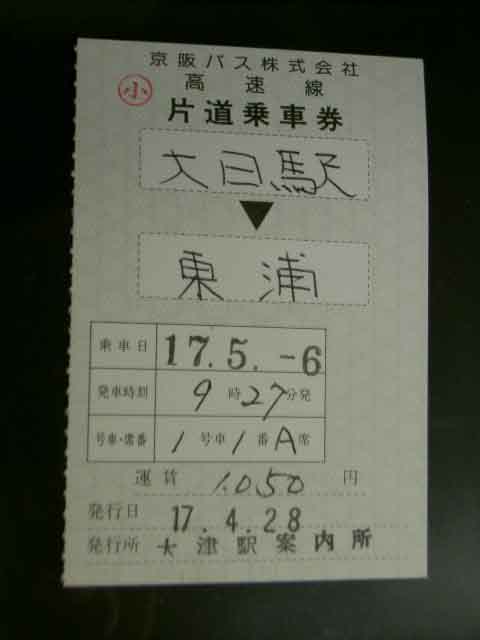 京阪バス株式会社
小 高速線
片道乗車券
大日駅
▼
東浦
乗車日 17.5.-6
発車時刻 9時27分発
号車・席番 1号車1番A席
運賃 1,050円
発行日 17.4.28
発行所 大津駅案内所